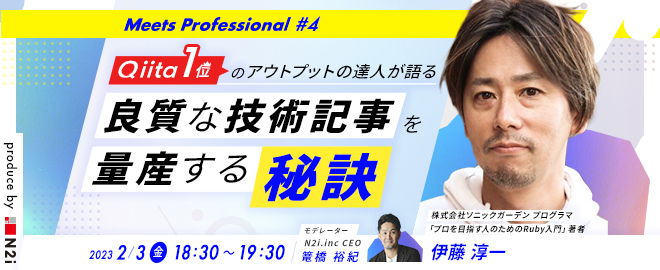 Meets Professional #4
Qiita1位のアウトプットの達人が語る
良質な技術記事を
量産する秘訣
株式会社ソニックガーデン プログラマ
「プロを目指す人のためのRuby入門」著者
伊藤 淳一
モデレーター
N2i.inc CEO
篭橋 裕紀
2023 2/3 金 18:30～19:30
produce by N2i